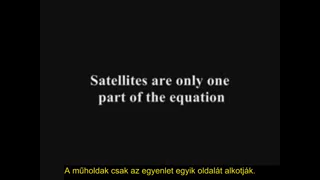 Satellites are only one
part of the equation
A műholdak csak az egyenlet egyik oldalát alkotják.